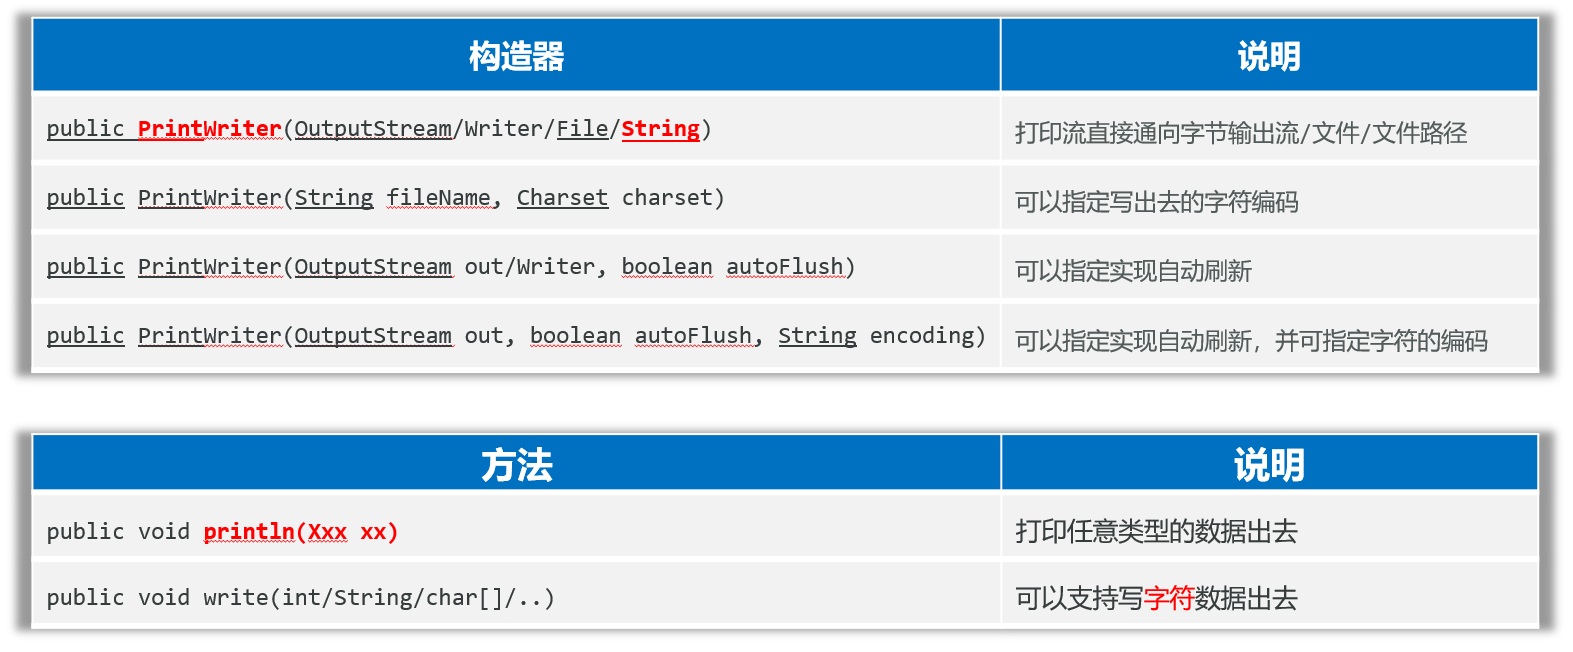 构造器 说明
public PrintWriter(OutputStream/Writer/File/String) 打印流直接通向字节输出流/文件/文件路径
public PrintWriter(String fileName, Charset charset) 可以指定写出去的字符编码
public PrintWriter(OutputStream out/Writer, boolean autoFlush) 可以指定实现自动刷新
public PrintWriter(OutputStream out, boolean autoFlush, String encoding) 可以指定实现自动刷新，并可指定字符的编码
方法 说明
public void println(Xxx xx) 打印任意类型的数据出去
public void write(int/String/char[]/..) 可以支持写字符数据出去